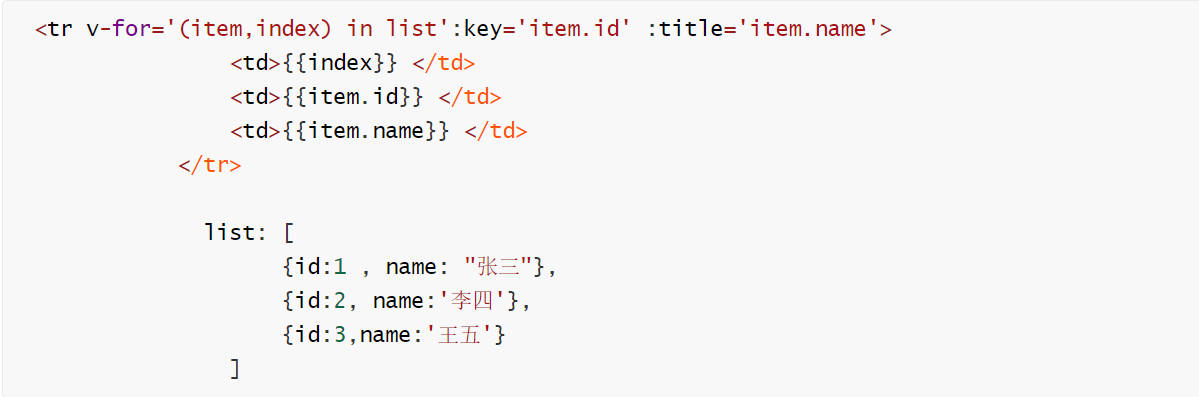 <tr v-for='(item,index) in list':key='item.id' :title='item.name'>
<td>{{index}} </td>
<td>{{item.id}} </td>
<td>{{item.name}} </td>
</tr>
list: [
{id:1 , name: "张三"},
{id:2, name:'李四'},
{id:3,name:'王五'}
]